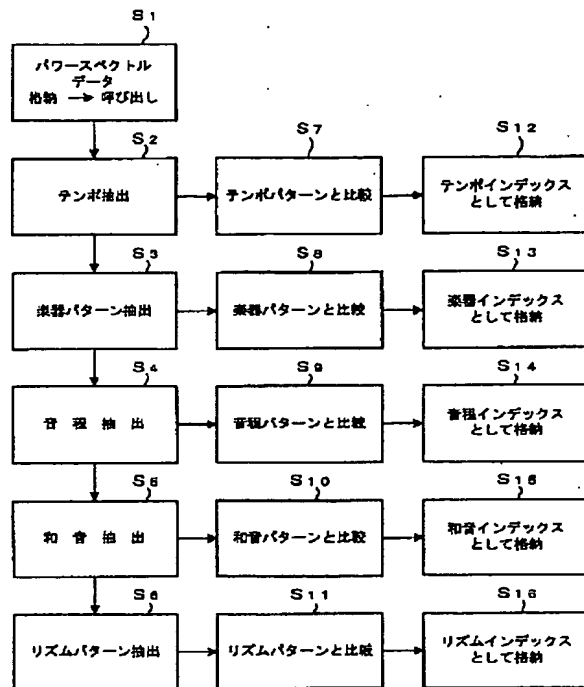 S1
パワースペクトル
データ
格納 → 呼び出し
S2
テンポ抽出
S7
テンポパターンと比較
S12
テンポインデックス
として格納
S3
楽器パターン抽出
S8
楽器パターンと比較
S13
楽器インデックス
として格納
S4
音程抽出
S9
音程パターンと比較
S14
音程インデックス
として格納
S5
和音抽出
S10
和音パターンと比較
S15
和音インデックス
として格納
S6
リズムパターン抽出
S11
リズムパターンと比較
S16
リズムインデックス
として格納